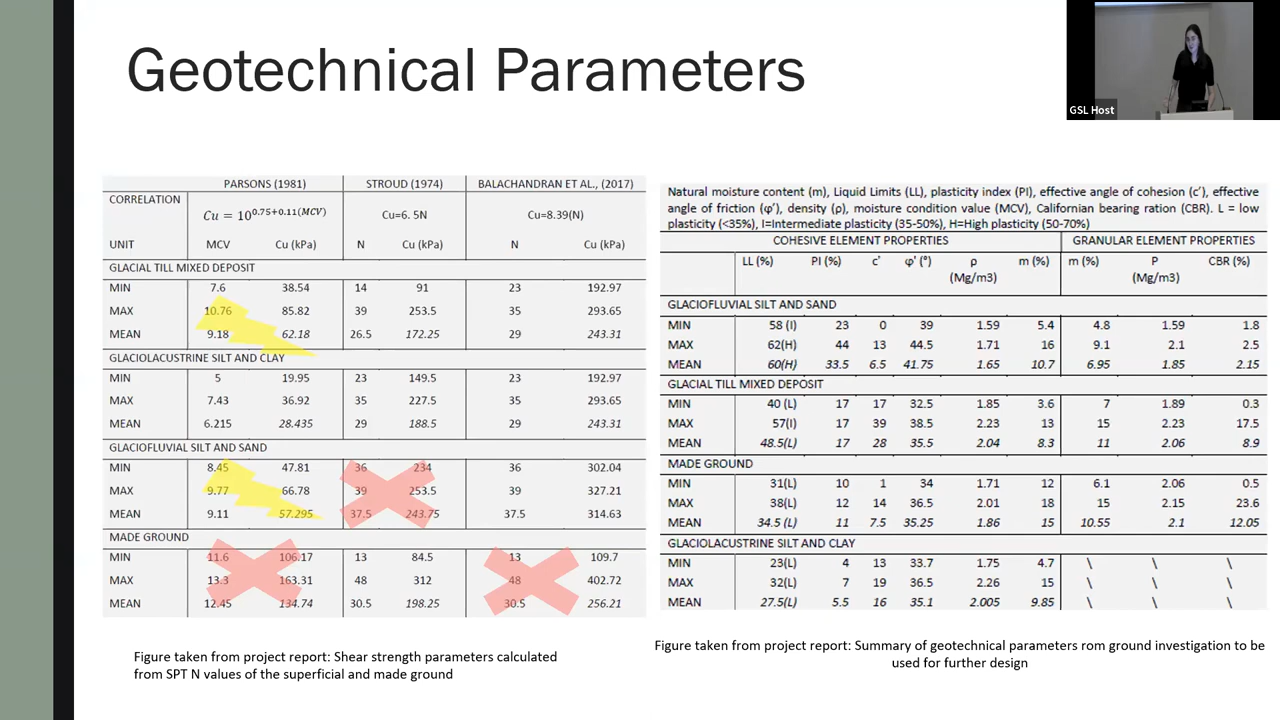 Geotechnical Parameters
GSL Host
PARSONS (1981) STROUD (1974) BALACHANDRAN ET AL., (2017)
CORRELATION
Cu = 10^0.75+0.11(MCV) Cu=6. 5N Cu=8.39(N)
UNIT MCV Cu (kPa) N Cu (kPa) N Cu (kPa)
GLACIAL TILL MIXED DEPOSIT
MIN 7.6 38.54 14 91 23 192.97
MAX 10.76 85.82 39 253.5 35 293.65
MEAN 9.18 62.18 26.5 172.25 29 243.31
GLACIOLACUSTRINE SILT AND CLAY
MIN 5 19.95 23 149.5 23 192.97
MAX 7.43 36.92 35 227.5 35 293.65
MEAN 6.215 28.435 29 188.5 29 243.31
GLACIOFLUVIAL SILT AND SAND
MIN 8.45 47.81 36 234 36 302.04
MAX 9.77 66.78 39 253.5 39 327.21
MEAN 9.11 57.295 37.5 243.75 37.5 314.63
MADE GROUND
MIN 11.6 106.17 13 84.5 13 109.7
MAX 13.3 163.31 48 312 48 402.72
MEAN 12.45 134.74 30.5 198.25 30.5 256.21
Figure taken from project report: Shear strength parameters calculated
from SPT N values of the superficial and made ground
Natural moisture content (m), Liquid Limits (LL), plasticity index (PI), effective angle of cohesion (c'), effective
angle of friction (φ'), density (ρ), moisture condition value (MCV), Californian bearing ration (CBR). L = low
plasticity (<35%), I=Intermediate plasticity (35-50%), H=High plasticity (50-70%)
COHESIVE ELEMENT PROPERTIES GRANULAR ELEMENT PROPERTIES
LL (%) PI (%) c' φ' (°) ρ m (%) m (%) P CBR (%)
(Mg/m3) (Mg/m3)
GLACIOFLUVIAL SILT AND SAND
MIN 58 (I) 23 0 39 1.59 5.4 4.8 1.59 1.8
MAX 62(H) 44 13 44.5 1.71 16 9.1 2.1 2.5
MEAN 60(H) 33.5 6.5 41.75 1.65 10.7 6.95 1.85 2.15
GLACIAL TILL MIXED DEPOSIT
MIN 40 (L) 17 17 32.5 1.85 3.6 7 1.89 0.3
MAX 57(I) 17 39 38.5 2.23 13 15 2.23 17.5
MEAN 48.5(L) 17 28 35.5 2.04 8.3 11 2.06 8.9
MADE GROUND
MIN 31(L) 10 1 34 1.71 12 6.1 2.06 0.5
MAX 38(L) 12 14 36.5 2.01 18 15 2.15 23.6
MEAN 34.5 (L) 11 7.5 35.25 1.86 15 10.55 2.1 12.05
GLACIOLACUSTRINE SILT AND CLAY
MIN 23(L) 4 13 33.7 1.75 4.7 \ \ \
MAX 32(L) 7 19 36.5 2.26 15 \ \ \
MEAN 27.5(L) 5.5 16 35.1 2.005 9.85 \ \ \
Figure taken from project report: Summary of geotechnical parameters rom ground investigation to be
used for further design